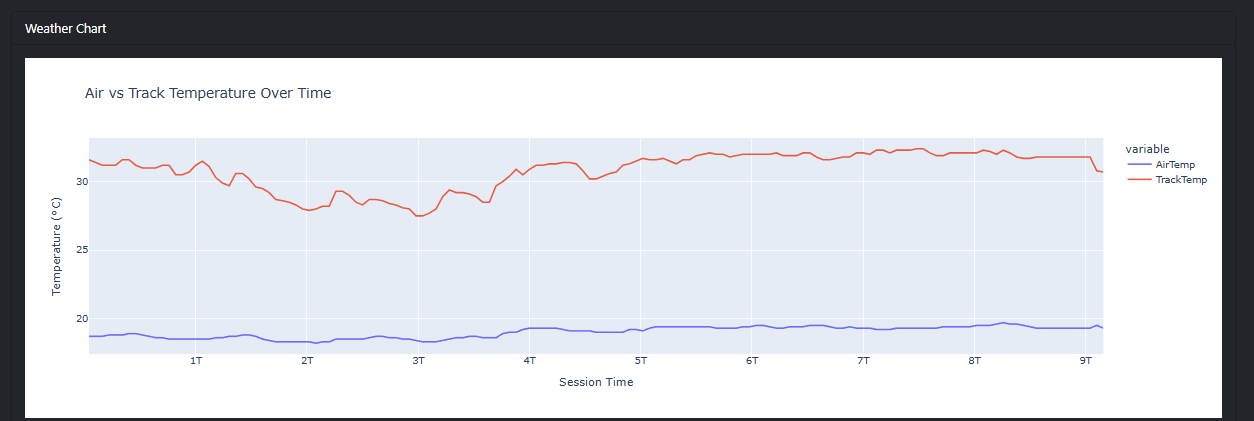 Weather Chart
Air vs Track Temperature Over Time
variable
AirTemp
TrackTemp
Temperature (°C)
30
25
20
1T 2T 3T 4T 5T 6T 7T 8T 9T
Session Time